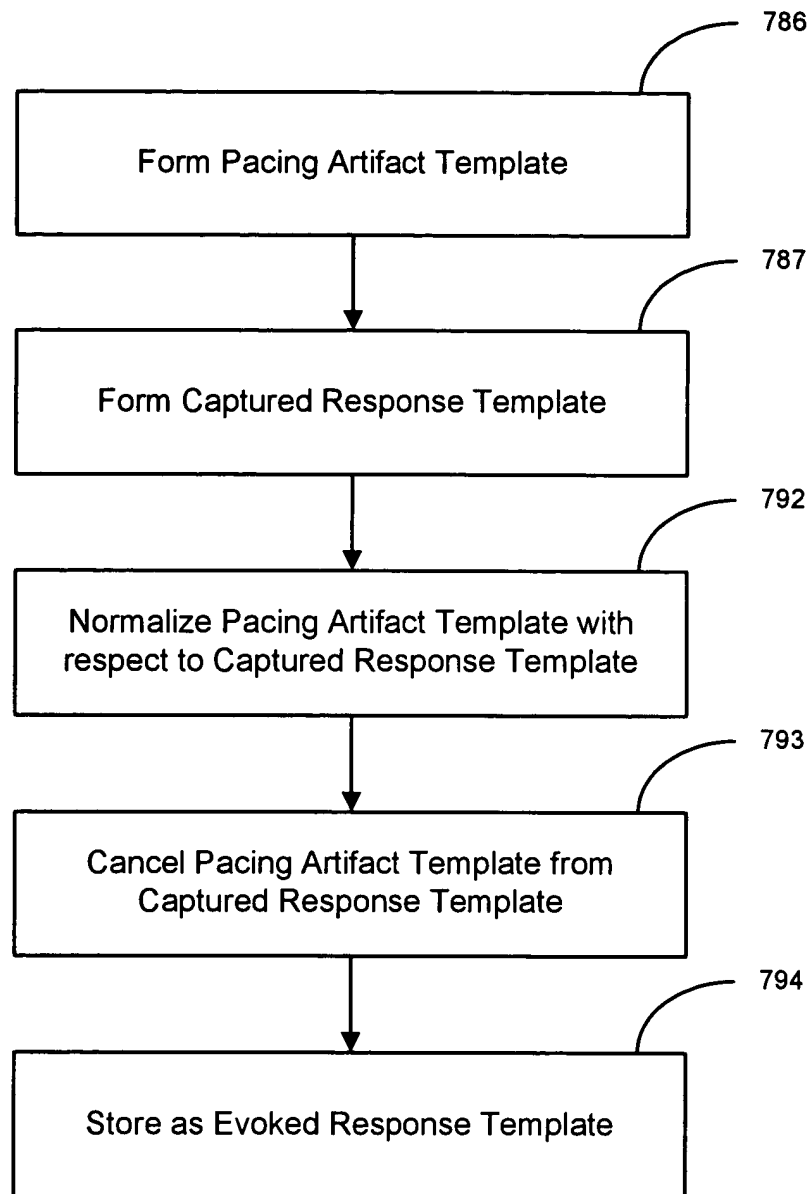 786
Form Pacing Artifact Template
787
Form Captured Response Template
792
Normalize Pacing Artifact Template with
respect to Captured Response Template
793
Cancel Pacing Artifact Template from
Captured Response Template
794
Store as Evoked Response Template